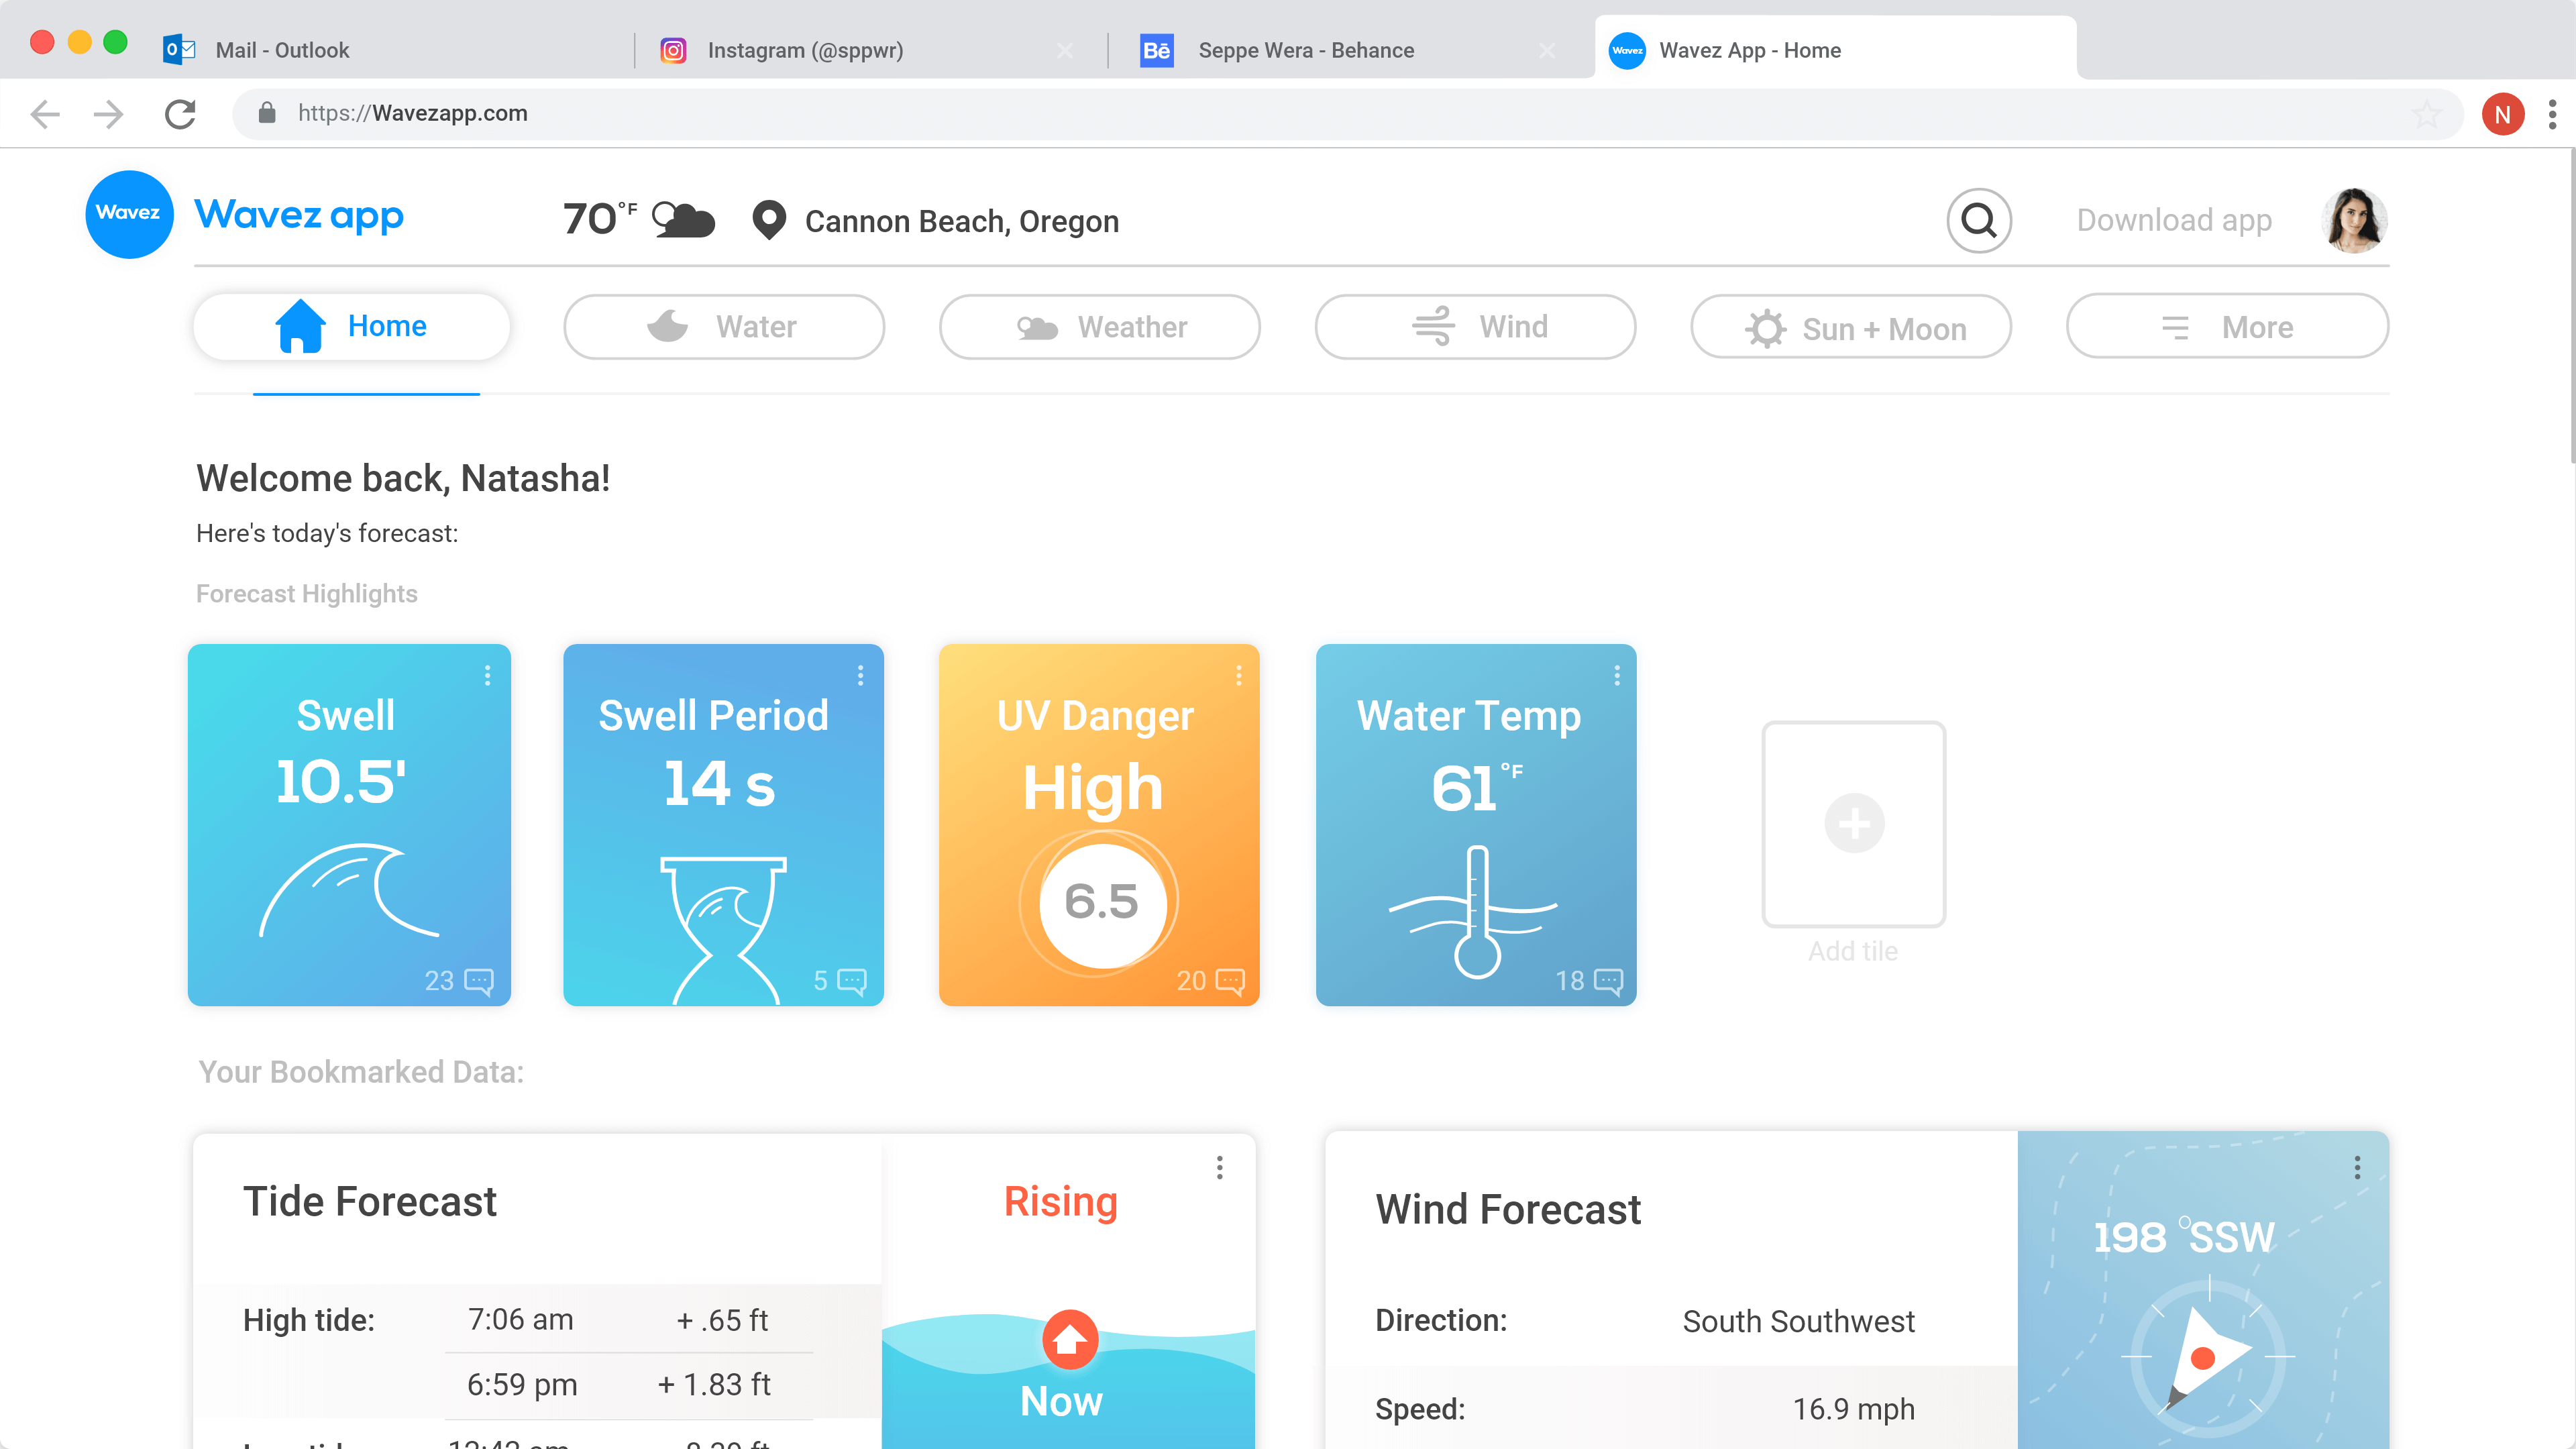 Mail - Outlook
Instagram (@sppwr)
Bē
Seppe Wera - Behance
Wavez
Wavez App - Home
https://Wavezapp.com
N
Wavez
Wavez app
70°F
Cannon Beach, Oregon
Download app
Home
Water
Weather
Wind
Sun + Moon
More
Welcome back, Natasha!
Here's today's forecast:
Forecast Highlights
Swell
10.5'
23
Swell Period
14 s
5
UV Danger
High
6.5
20
Water Temp
61°F
18
Add tile
Your Bookmarked Data:
Tide Forecast
Rising
High tide:
7:06 am
+ .65 ft
6:59 pm
+ 1.83 ft
Now
Wind Forecast
198 °SSW
Direction:
South Southwest
Speed:
16.9 mph